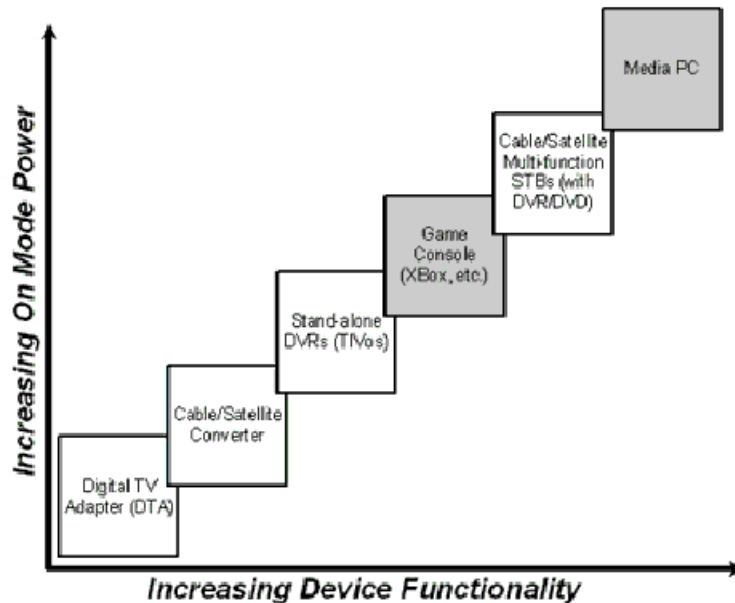 Increasing On Mode Power
Media PC
Cable/Satellite
Multi-function
STBs (with
DVR/DVD)
Game
Console
(XBox, etc.)
Stand-alone
DVRs (TIVos)
Cable/Satellite
Converter
Digital TV
Adapter (DTA)
Increasing Device Functionality